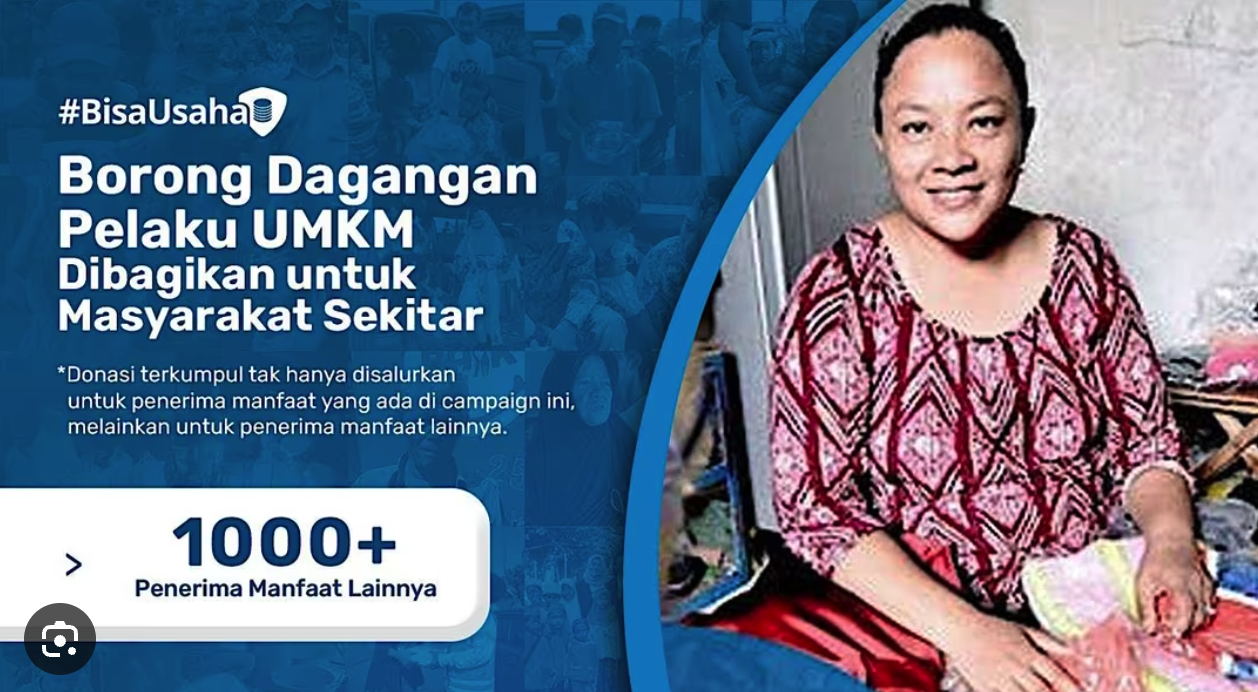 #BisaUsaha
Borong Dagangan
Pelaku UMKM
Dibagikan untuk
Masyarakat Sekitar
*Donasi terkumpul tak hanya disalurkan
untuk penerima manfaat yang ada di campaign ini,
melainkan untuk penerima manfaat lainnya.
> 1000+
Penerima Manfaat Lainnya